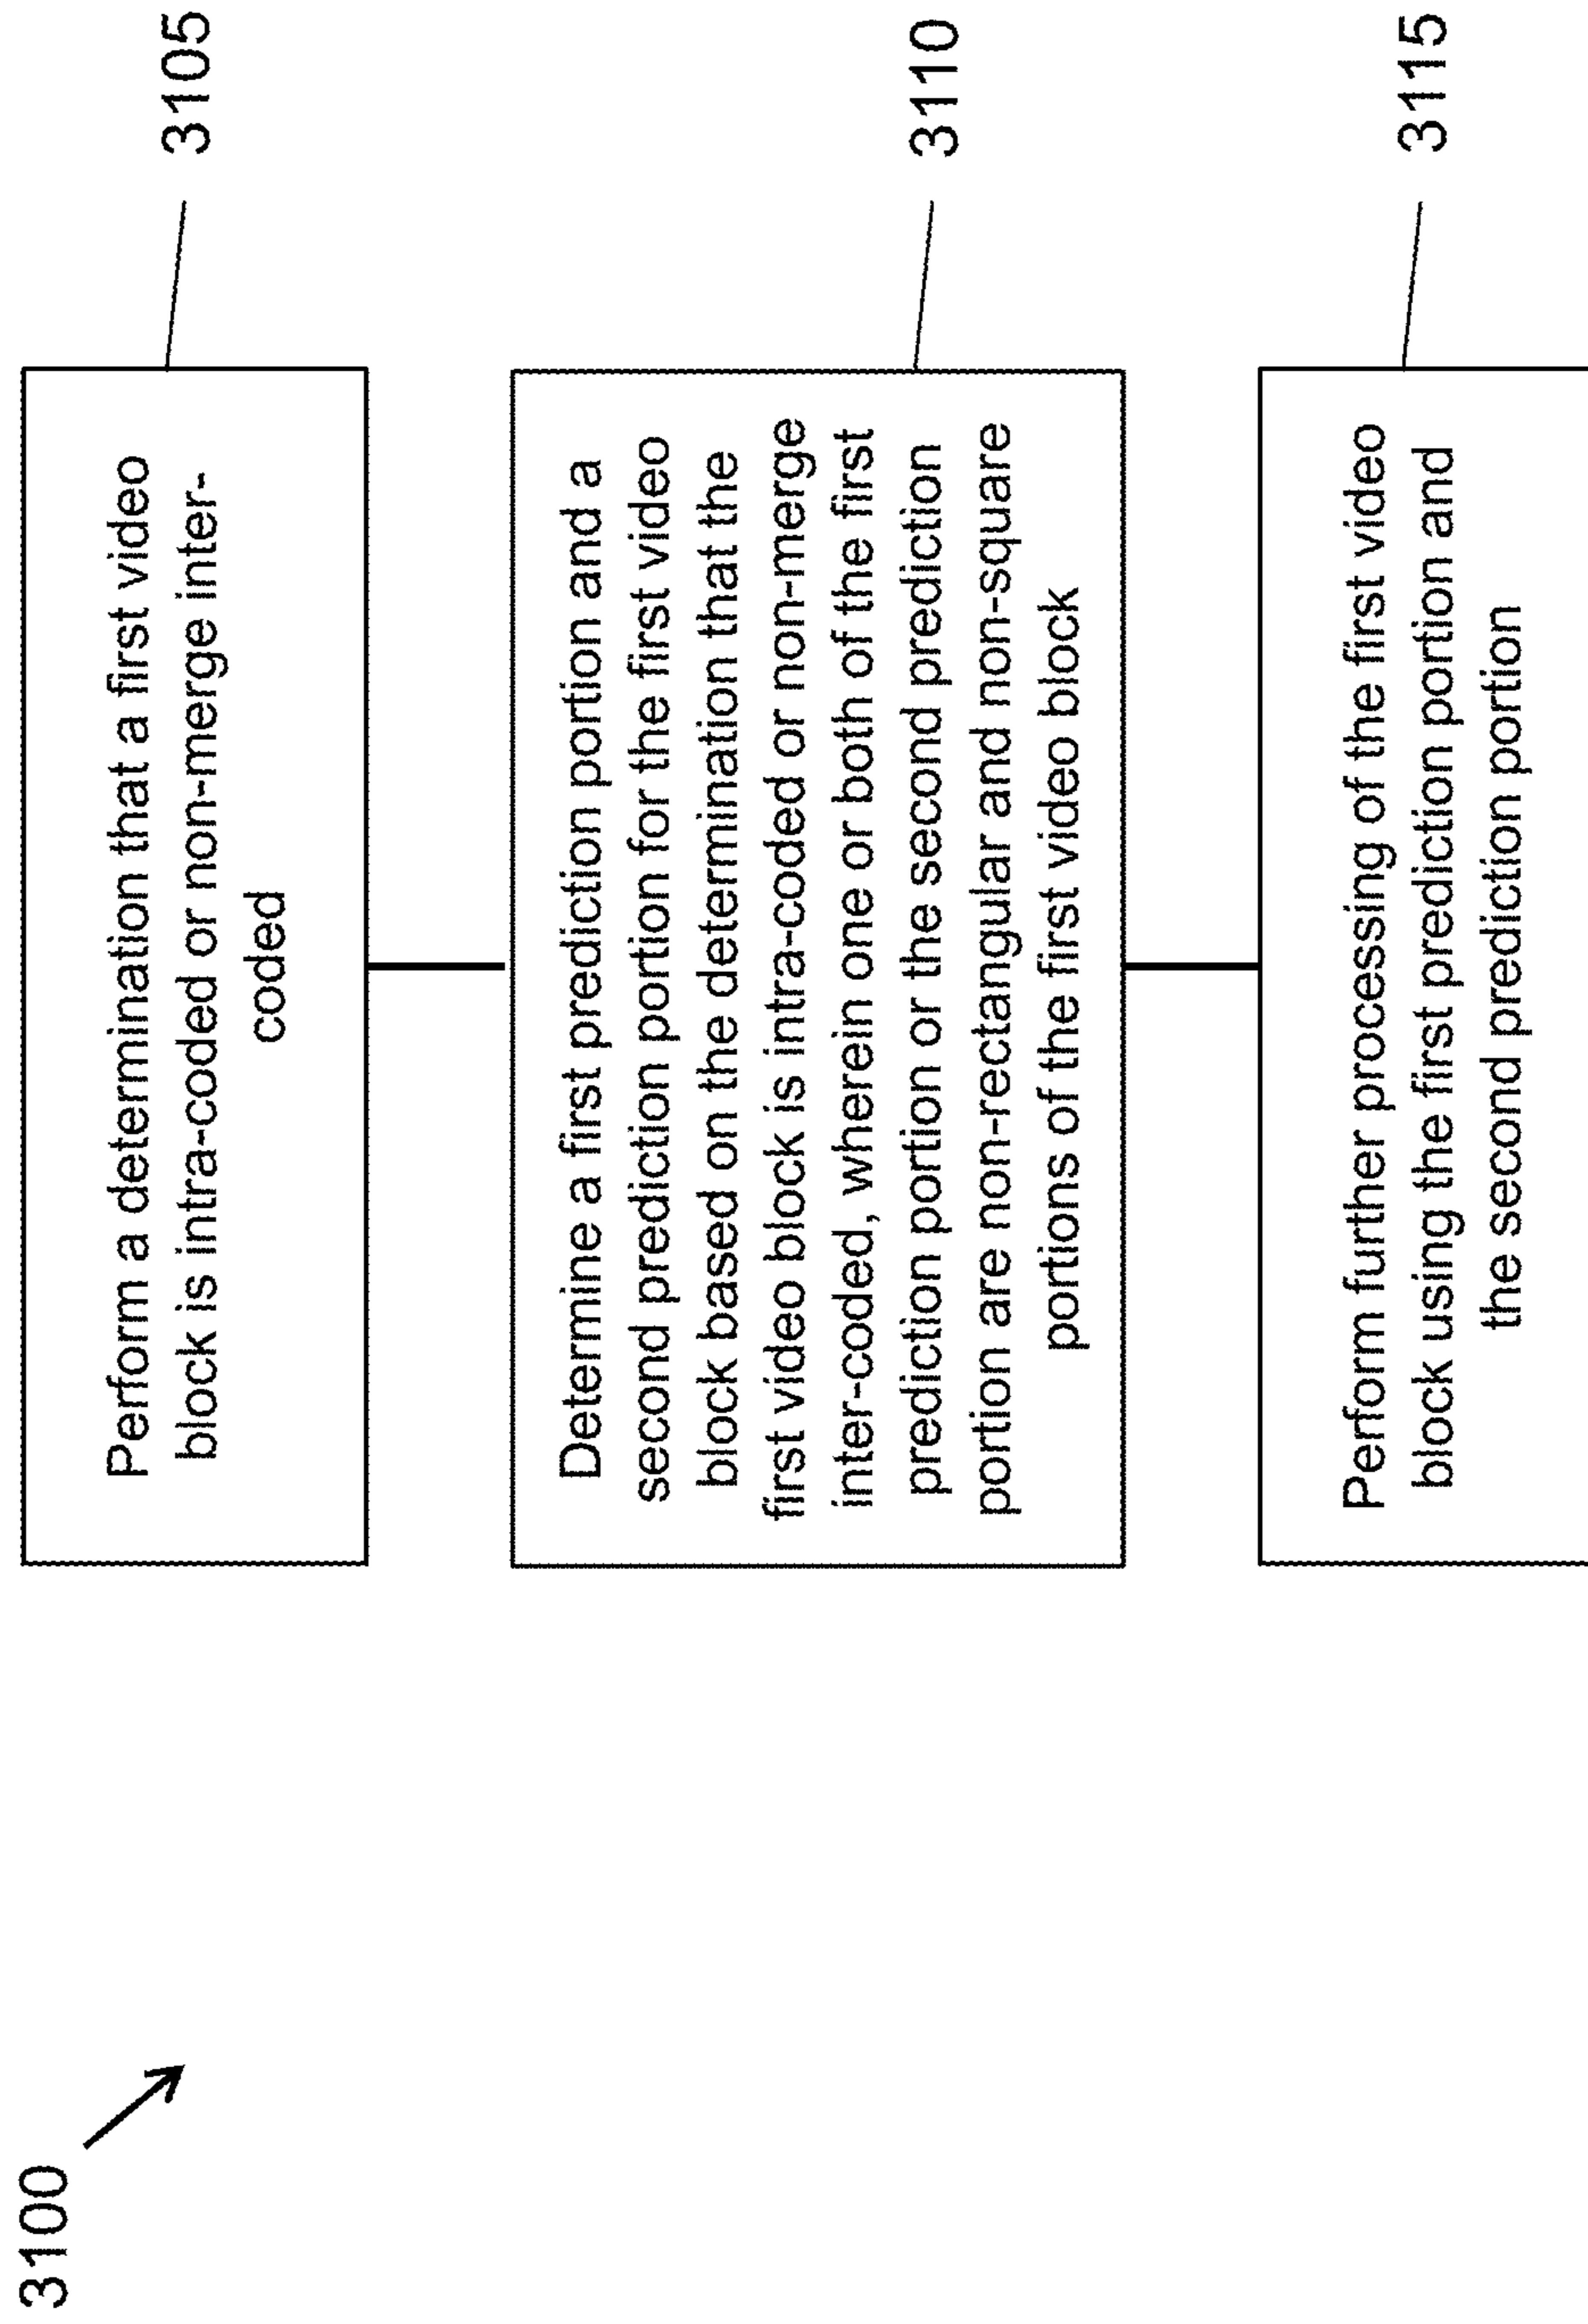 3100
Perform a determination that a first video
block is intra-coded or non-merge inter-
coded
3105
Determine a first prediction portion and a
second prediction portion for the first video
block based on the determination that the
first video block is intra-coded or non-merge
inter-coded, wherein one or both of the first
prediction portion or the second prediction
portion are non-rectangular and non-square
portions of the first video block
3110
Perform further processing of the first video
block using the first prediction portion and
the second prediction portion
3115